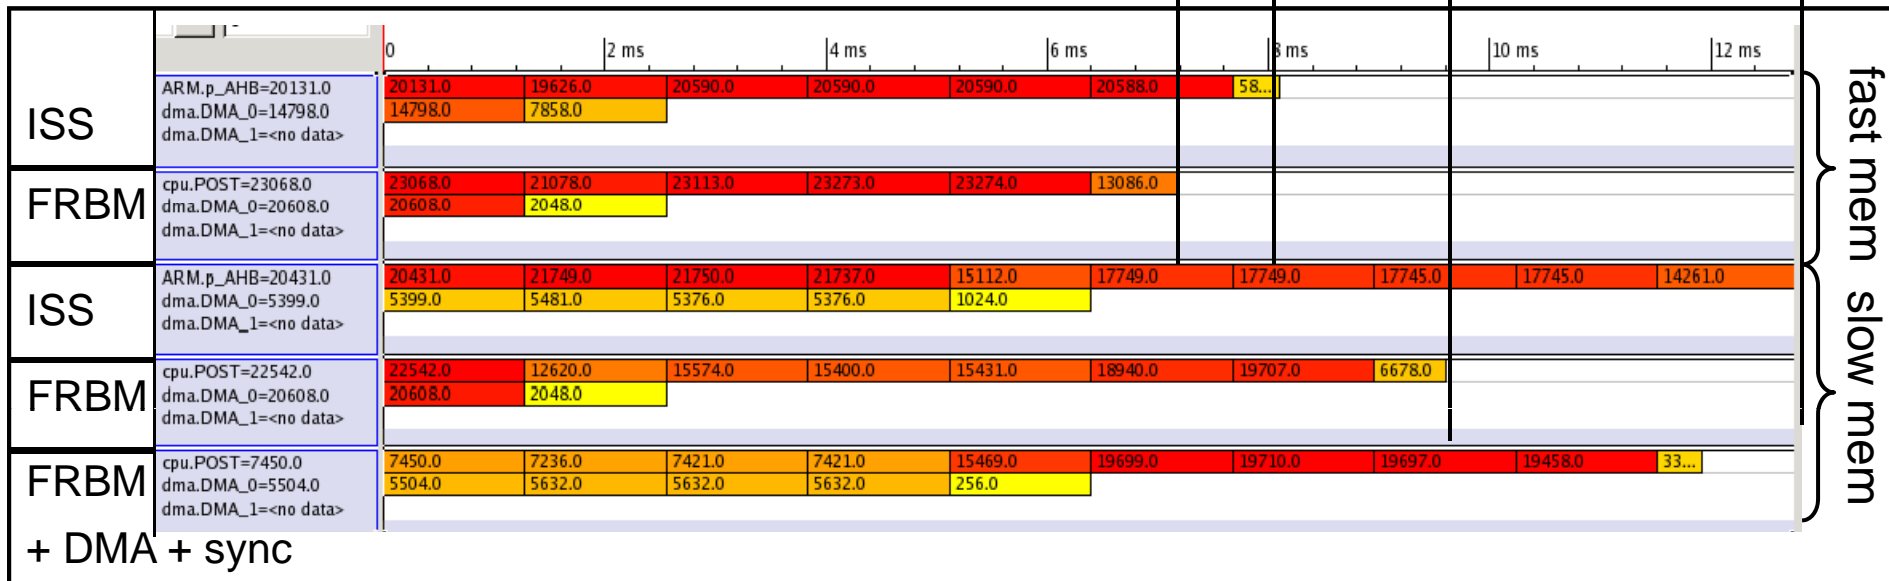 0 2 ms 4 ms 6 ms 8 ms 10 ms 12 ms
ISS
ARM.p_AHB=20131.0 20131.0 19626.0 20590.0 20590.0 20590.0 20588.0 58...
dma.DMA_0=14798.0 14798.0 7858.0
dma.DMA_1=<no data>
FRBM
cpu.POST=23068.0 23068.0 21078.0 23113.0 23273.0 23274.0 13086.0
dma.DMA_0=20608.0 20608.0 2048.0
dma.DMA_1=<no data>
fast mem
ISS
ARM.p_AHB=20431.0 20431.0 21749.0 21750.0 21737.0 15112.0 17749.0 17749.0 17745.0 17745.0 14261.0
dma.DMA_0=5399.0 5399.0 5481.0 5376.0 5376.0 1024.0
dma.DMA_1=<no data>
FRBM
cpu.POST=22542.0 22542.0 12620.0 15574.0 15400.0 15431.0 18940.0 19707.0 6678.0
dma.DMA_0=20608.0 20608.0 2048.0
dma.DMA_1=<no data>
FRBM
cpu.POST=7450.0 7450.0 7236.0 7421.0 7421.0 15469.0 19699.0 19710.0 19697.0 19458.0 33...
dma.DMA_0=5504.0 5504.0 5632.0 5632.0 5632.0 256.0
dma.DMA_1=<no data>
+ DMA + sync
slow mem